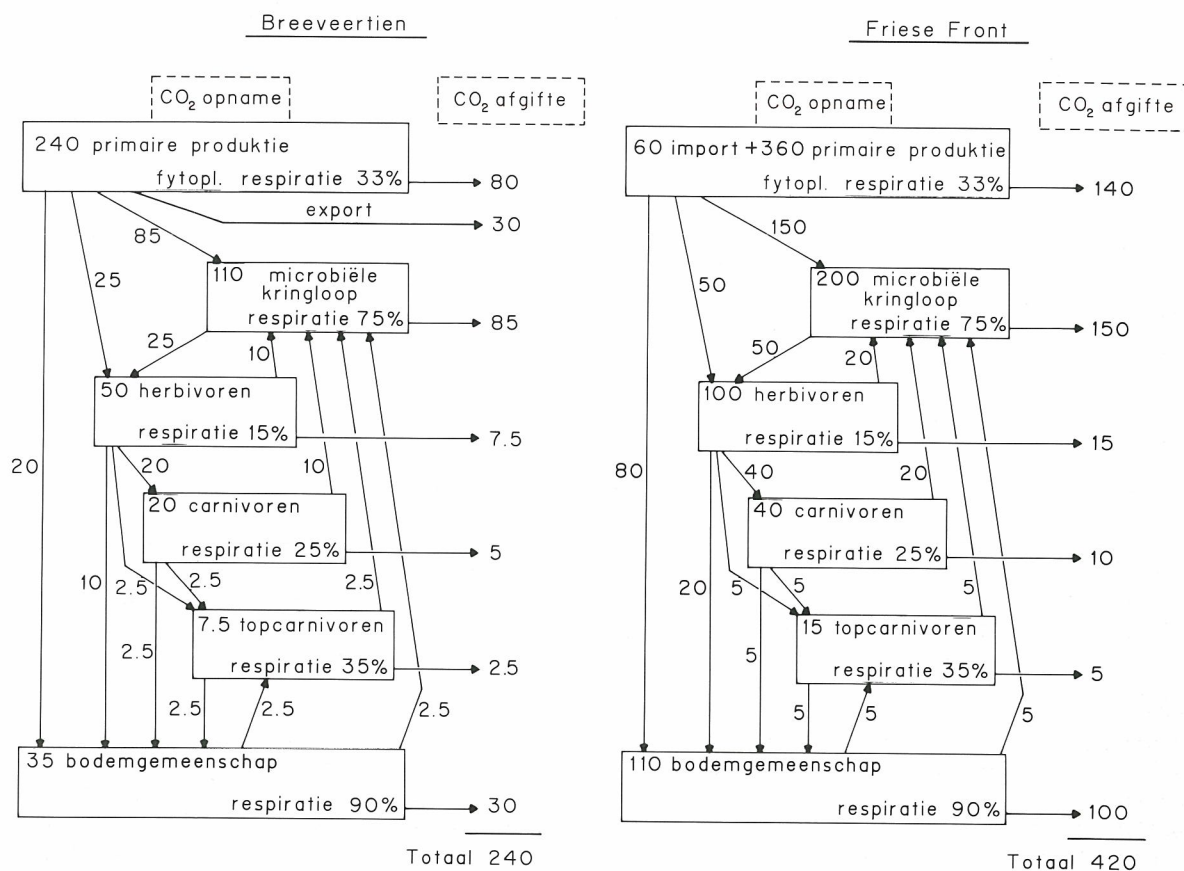 Breeveertien
CO2 opname
CO2 afgifte
240 primaire produktie
fytopl. respiratie 33%
80
export
30
85
25
110 microbiële
kringloop
respiratie 75%
85
25
10
50 herbivoren
respiratie 15%
7.5
20
20
10
20 carnivoren
respiratie 25%
5
10
2.5
2.5
2.5
7.5 topcarnivoren
2.5
respiratie 35%
2.5
2.5
2.5
2.5
35 bodemgemeenschap
respiratie 90%
30
Totaal 240
Friese Front
CO2 opname
CO2 afgifte
60 import + 360 primaire produktie
fytopl. respiratie 33%
140
150
50
200 microbiële
kringloop
respiratie 75%
150
50
20
100 herbivoren
respiratie 15%
15
80
40
20
40 carnivoren
respiratie 25%
10
20
5
5
5
15 topcarnivoren
5
respiratie 35%
5
5
5
5
110 bodemgemeenschap
respiratie 90%
100
Totaal 420